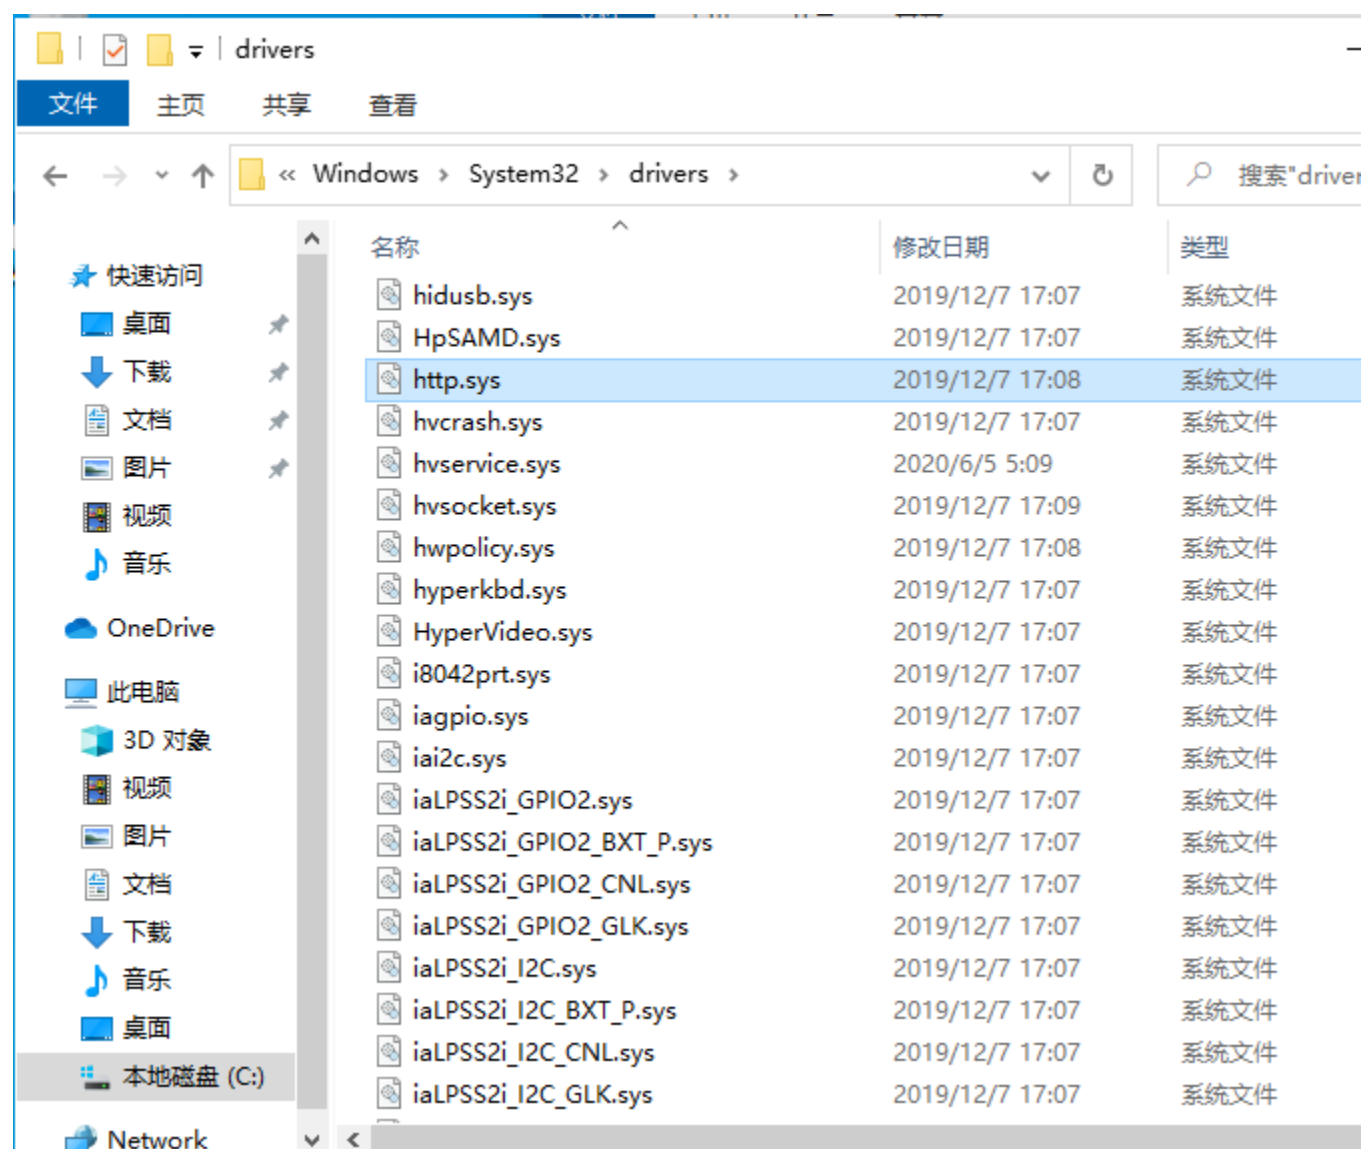 drivers
文件 主页 共享 查看
« Windows > System32 > drivers > 搜索"driver
名称 修改日期 类型
快速访问
桌面
下载
文档
图片
视频
音乐
OneDrive
此电脑
3D 对象
视频
图片
文档
下载
音乐
桌面
本地磁盘 (C:)
Network
hidusb.sys 2019/12/7 17:07 系统文件
HpSAMD.sys 2019/12/7 17:07 系统文件
http.sys 2019/12/7 17:08 系统文件
hvcrash.sys 2019/12/7 17:07 系统文件
hvservice.sys 2020/6/5 5:09 系统文件
hvsocket.sys 2019/12/7 17:09 系统文件
hwpolicy.sys 2019/12/7 17:08 系统文件
hyperkbd.sys 2019/12/7 17:07 系统文件
HyperVideo.sys 2019/12/7 17:07 系统文件
i8042prt.sys 2019/12/7 17:07 系统文件
iagpio.sys 2019/12/7 17:07 系统文件
iai2c.sys 2019/12/7 17:07 系统文件
iaLPSS2i_GPIO2.sys 2019/12/7 17:07 系统文件
iaLPSS2i_GPIO2_BXT_P.sys 2019/12/7 17:07 系统文件
iaLPSS2i_GPIO2_CNL.sys 2019/12/7 17:07 系统文件
iaLPSS2i_GPIO2_GLK.sys 2019/12/7 17:07 系统文件
iaLPSS2i_I2C.sys 2019/12/7 17:07 系统文件
iaLPSS2i_I2C_BXT_P.sys 2019/12/7 17:07 系统文件
iaLPSS2i_I2C_CNL.sys 2019/12/7 17:07 系统文件
iaLPSS2i_I2C_GLK.sys 2019/12/7 17:07 系统文件